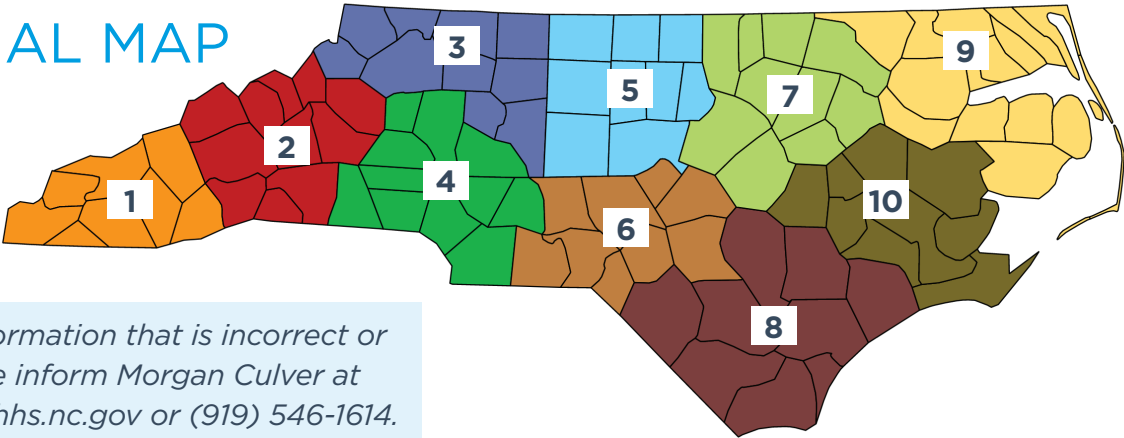 AL MAP
3
9
5
7
2
4
1
10
6
8
ormation that is incorrect or
e inform Morgan Culver at
hhs.nc.gov or (919) 546-1614.